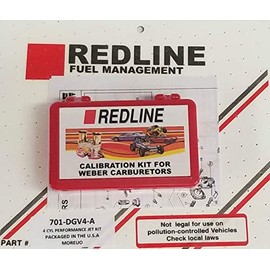 REDLINE
FUEL MANAGEMENT
REDLINE
CALIBRATION KIT FOR
WEBER CARBURETORS
701-DGV4-A
4 CYL PERFORMANCE JET KIT
PACKAGED IN THE U.S.A
MOREUO
PART #
Not legal for use on
pollution-controlled Vehicles
Check local laws